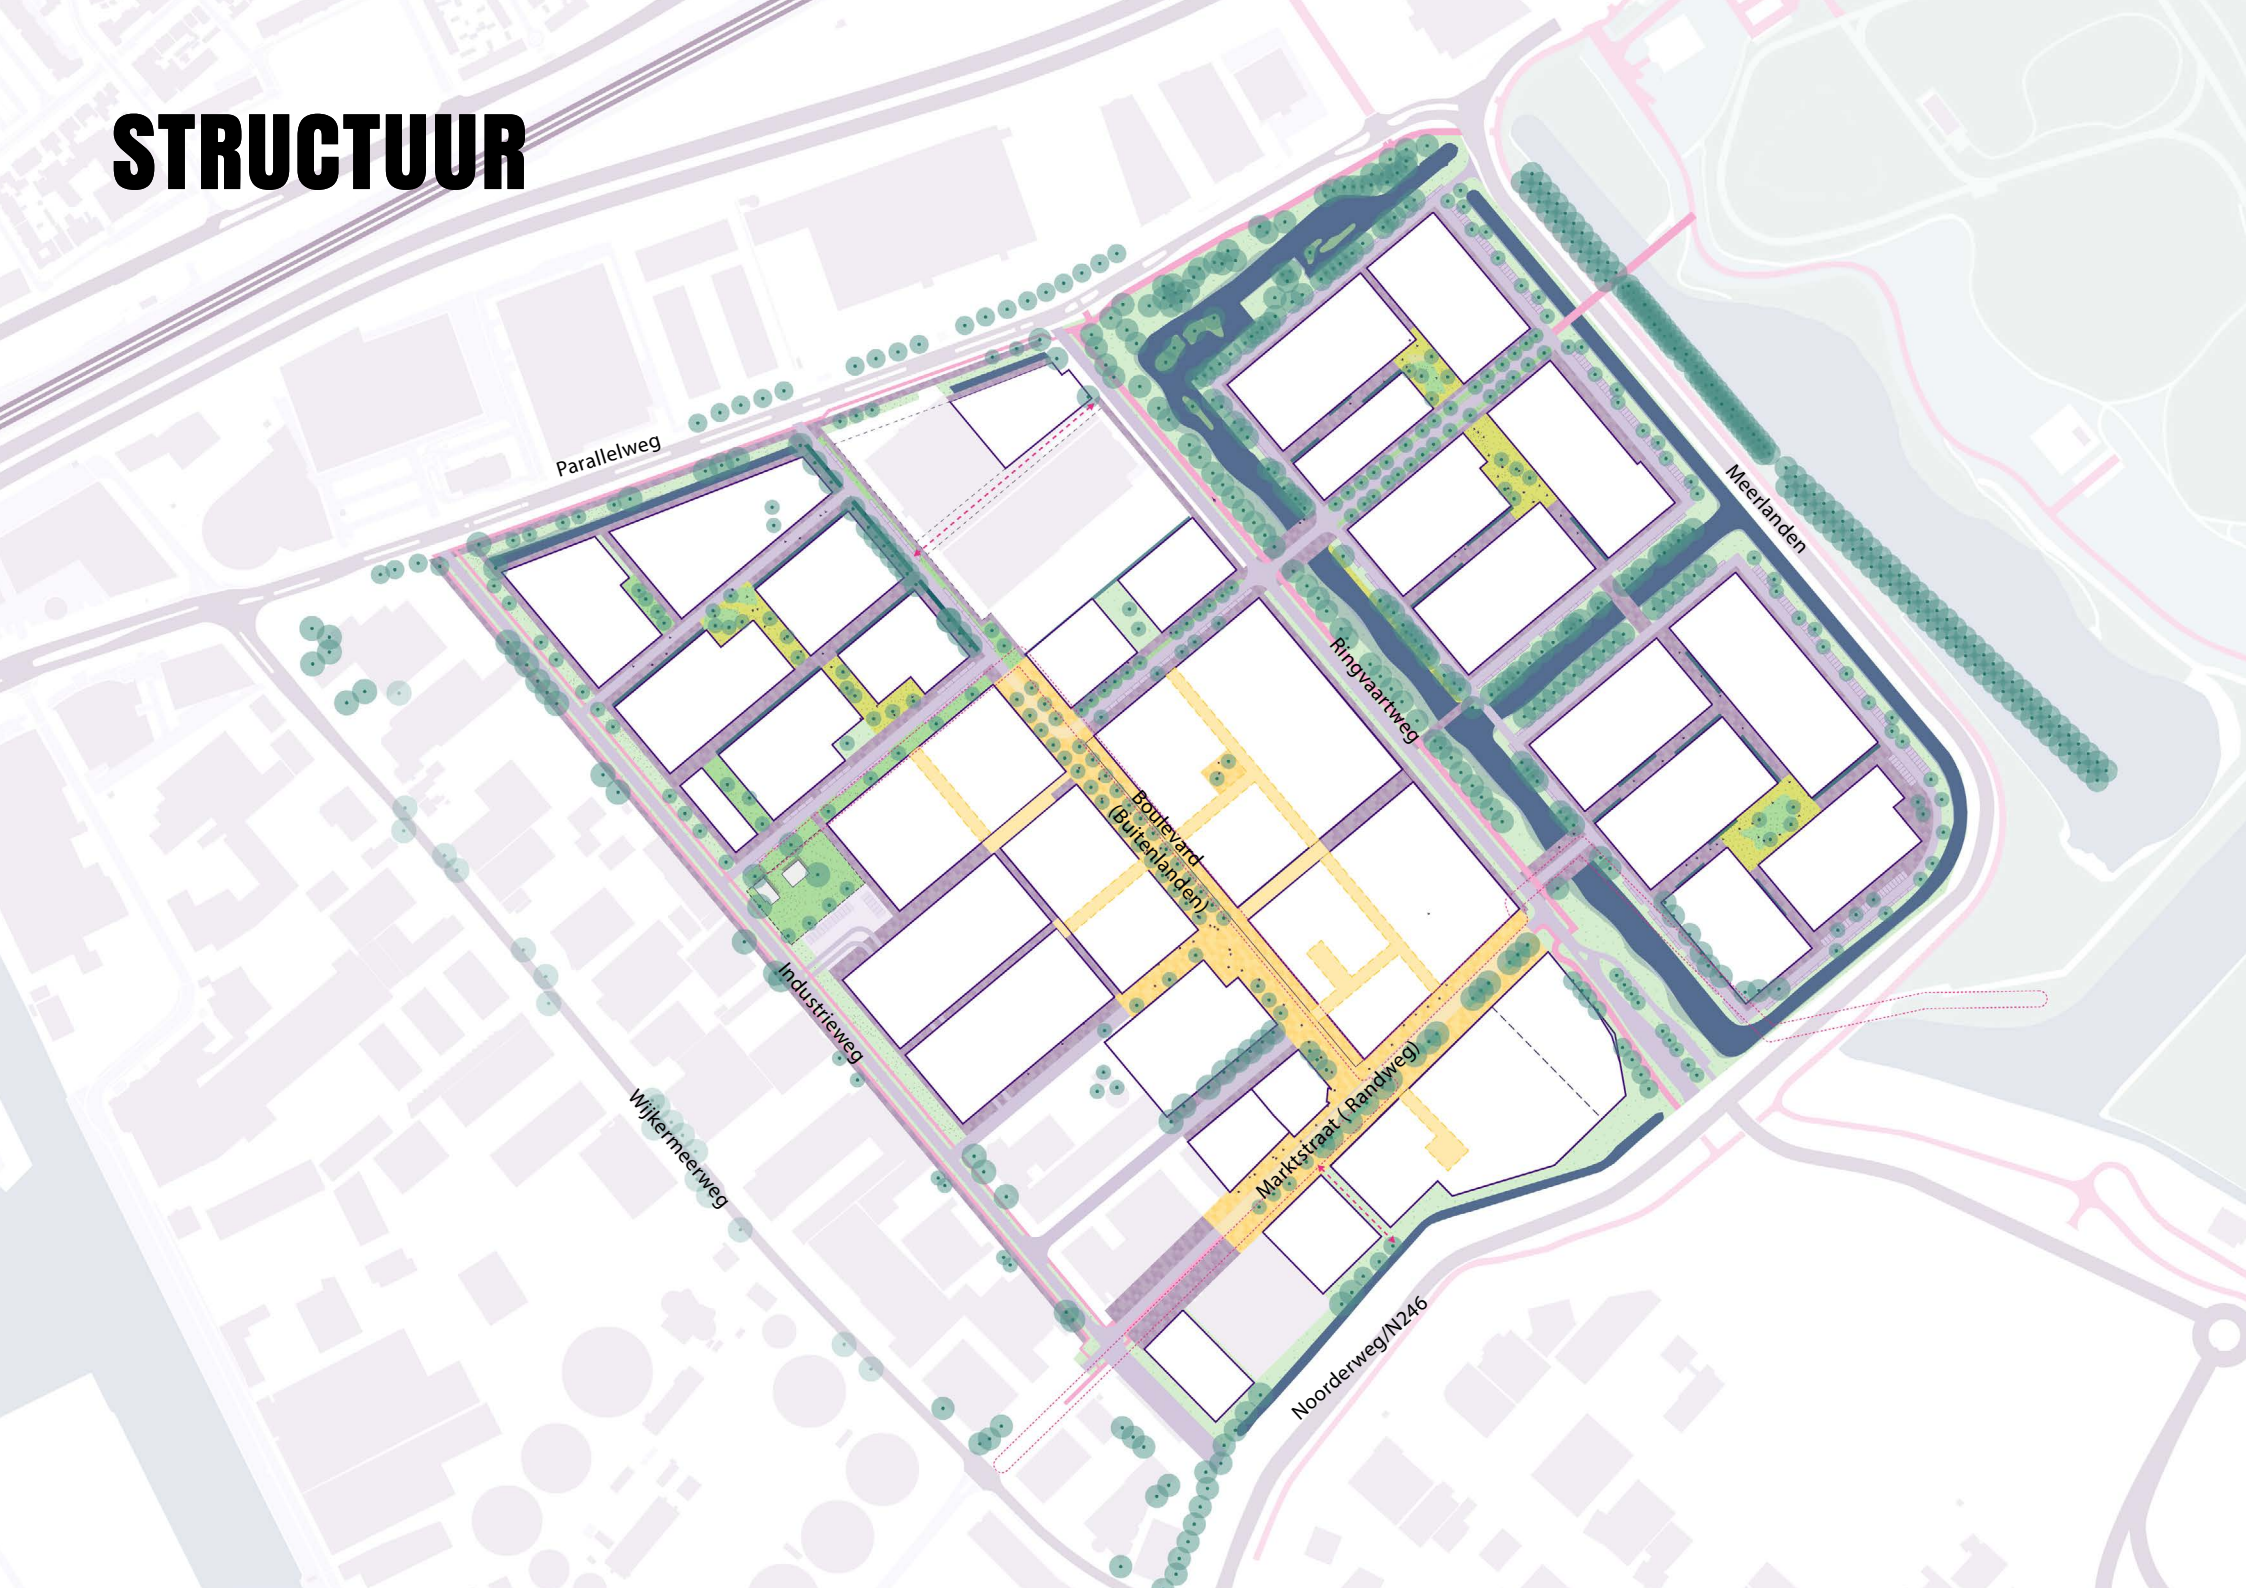 STRUCTUUR
Parallelweg
Meerlanden
Ringvaartweg
Boulevard
(Buitenlanden)
Industrieweg
Marktstraat ( Randweg)
Wijkermeerweg
Noorderweg/N246